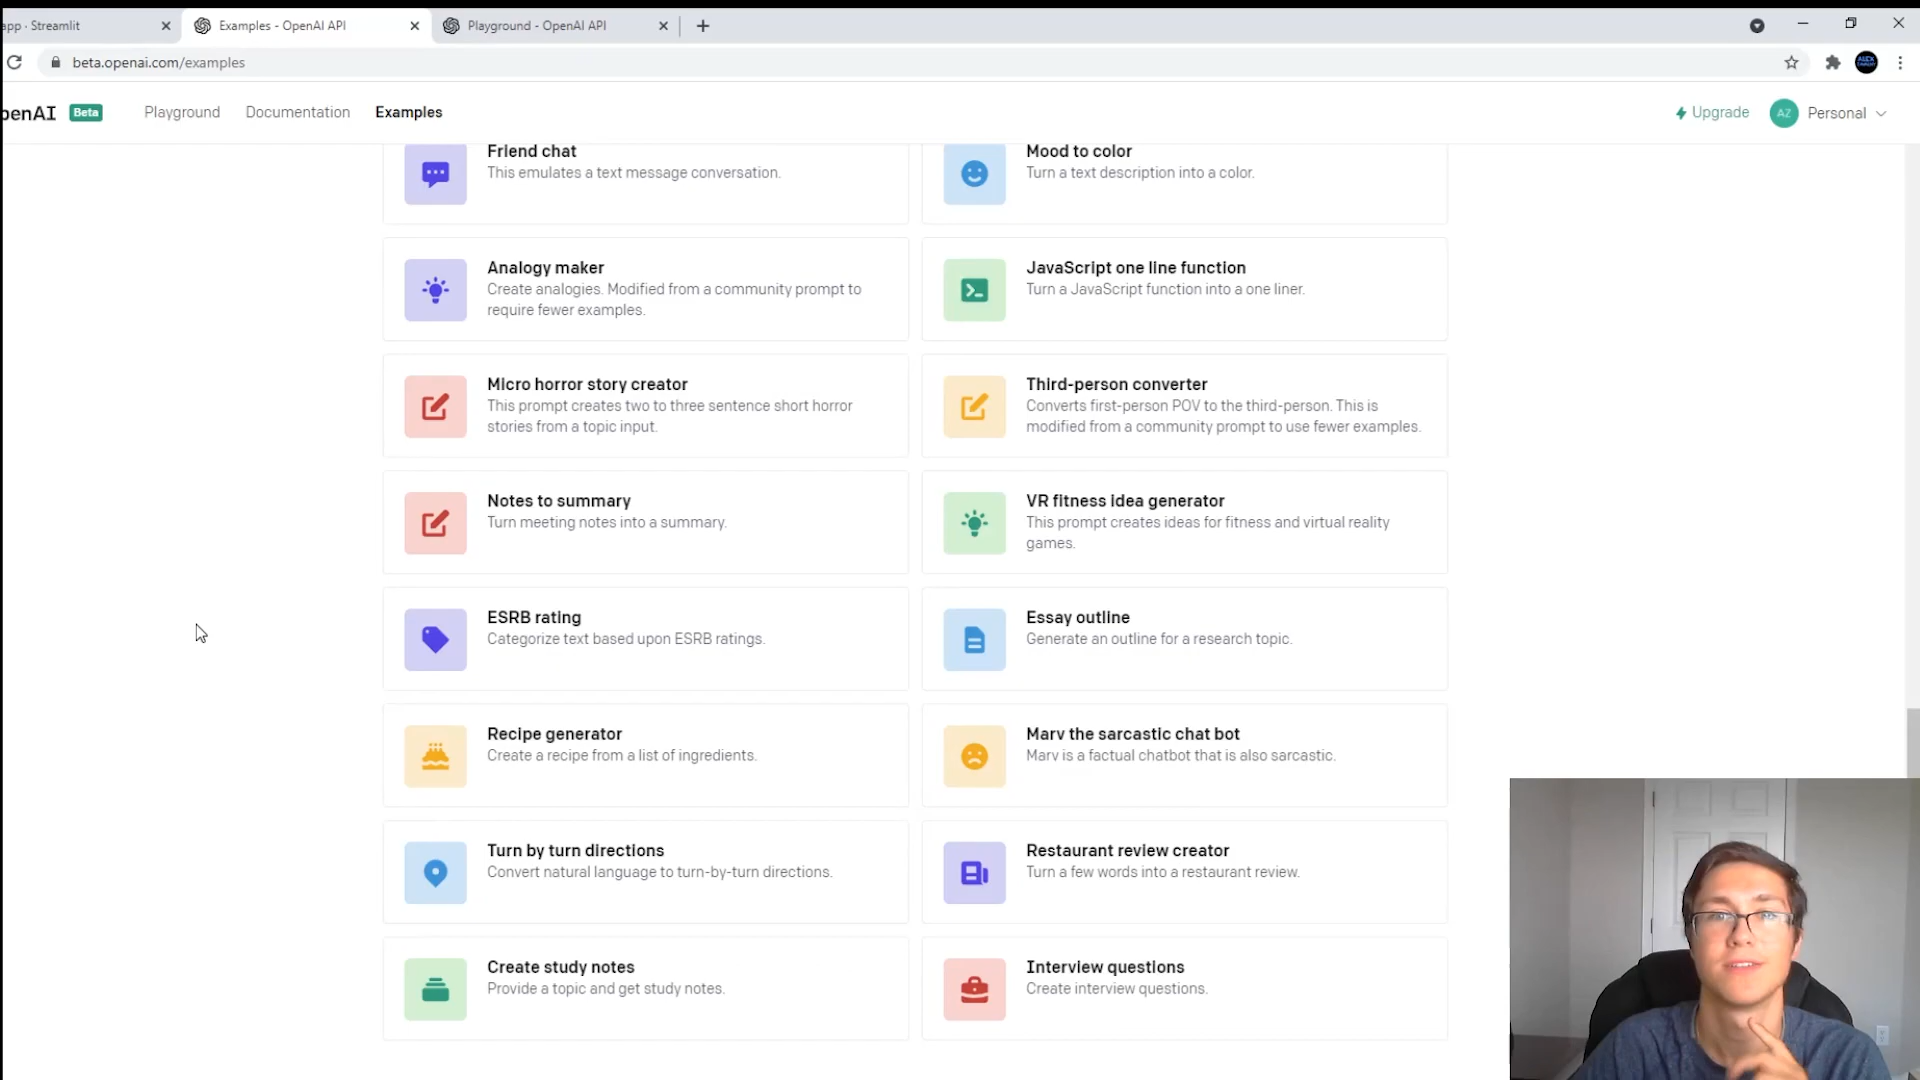 app · Streamlit
Examples - OpenAI API
Playground - OpenAI API
beta.openai.com/examples
penAI
Beta
Playground
Documentation
Examples
Upgrade
AZ
Personal
Friend chat
This emulates a text message conversation.
Mood to color
Turn a text description into a color.
Analogy maker
Create analogies. Modified from a community prompt to
require fewer examples.
JavaScript one line function
Turn a JavaScript function into a one liner.
Micro horror story creator
This prompt creates two to three sentence short horror
stories from a topic input.
Third-person converter
Converts first-person POV to the third-person. This is
modified from a community prompt to use fewer examples.
Notes to summary
Turn meeting notes into a summary.
VR fitness idea generator
This prompt creates ideas for fitness and virtual reality
games.
ESRB rating
Categorize text based upon ESRB ratings.
Essay outline
Generate an outline for a research topic.
Recipe generator
Create a recipe from a list of ingredients.
Marv the sarcastic chat bot
Marv is a factual chatbot that is also sarcastic.
Turn by turn directions
Convert natural language to turn-by-turn directions.
Restaurant review creator
Turn a few words into a restaurant review.
Create study notes
Provide a topic and get study notes.
Interview questions
Create interview questions.